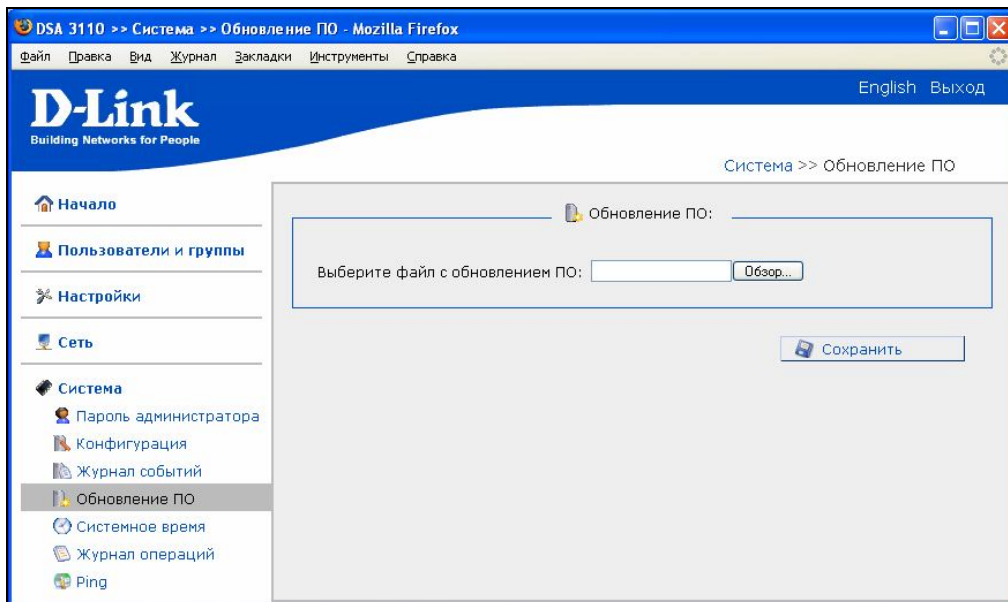 DSA 3110 >> Система >> Обновление ПО - Mozilla Firefox
Файл Правка Вид Журнал Закладки Инструменты Справка
English Выход
D-Link
Building Networks for People
Система >> Обновление ПО
Начало
Пользователи и группы
Настройки
Сеть
Система
Пароль администратора
Конфигурация
Журнал событий
Обновление ПО
Системное время
Журнал операций
Ping
Обновление ПО:
Выберите файл с обновлением ПО: Обзор...
Сохранить